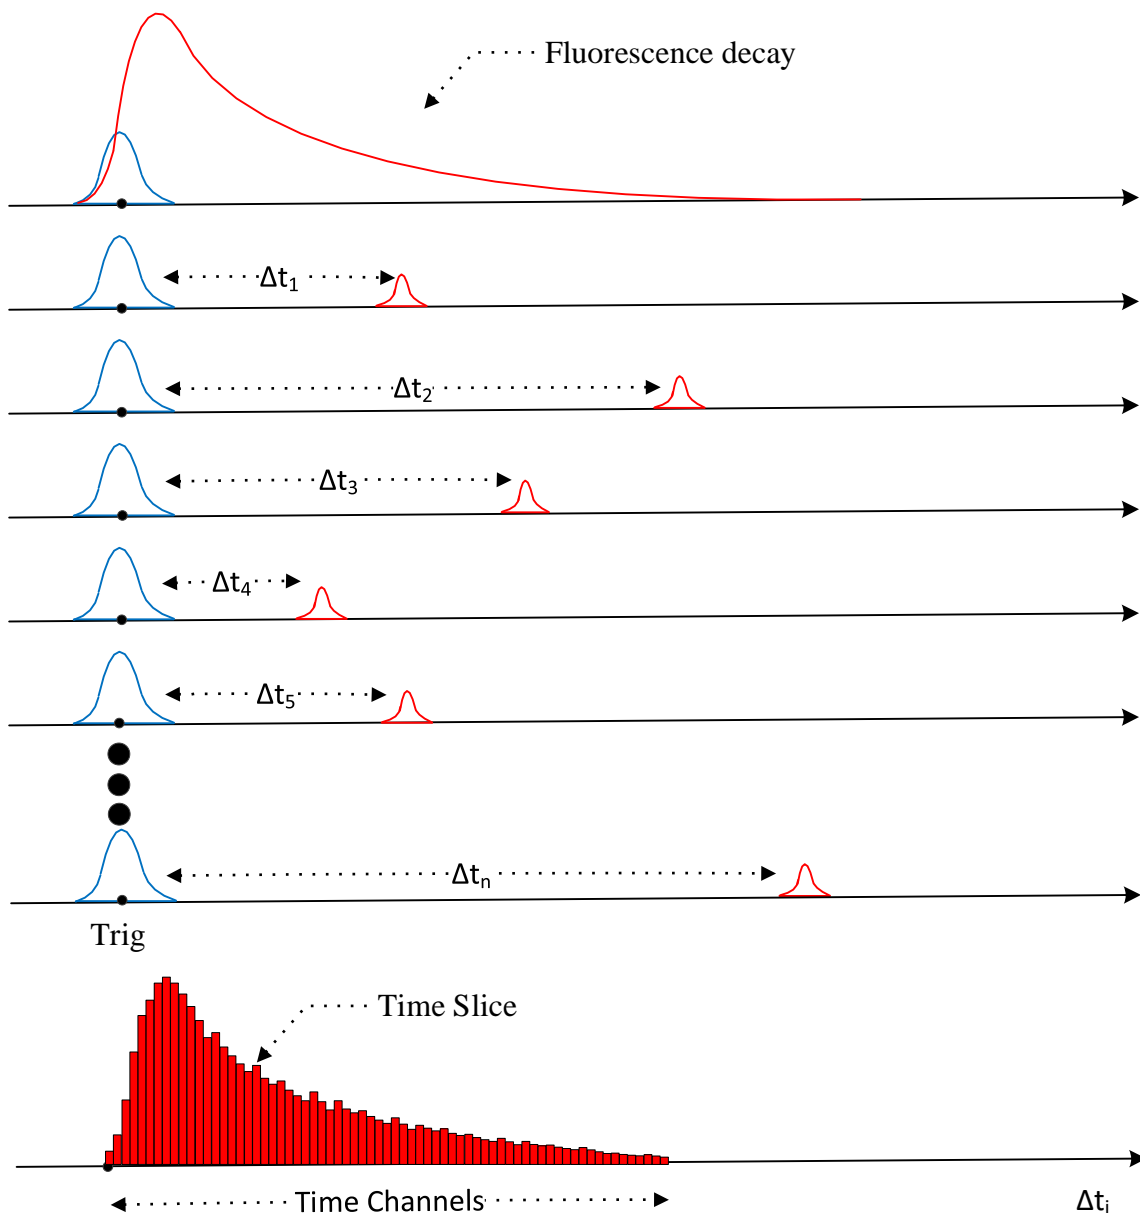 Fluorescence decay
Δt₁
Δt₂
Δt₃
Δt₄
Δt₅
Δtₙ
Trig
Time Slice
Time Channels
Δtᵢ